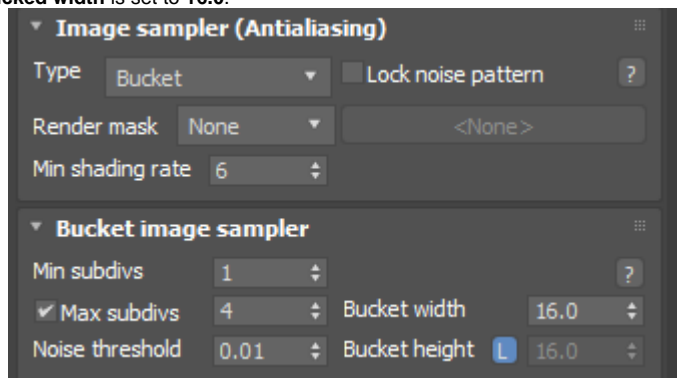 cked width is set to 16.0.
Image sampler (Antialiasing)
Type Bucket Lock noise pattern ?
Render mask None <None>
Min shading rate 6
Bucket image sampler
Min subdivs 1 ?
Max subdivs 4 Bucket width 16.0
Noise threshold 0.01 Bucket height L 16.0